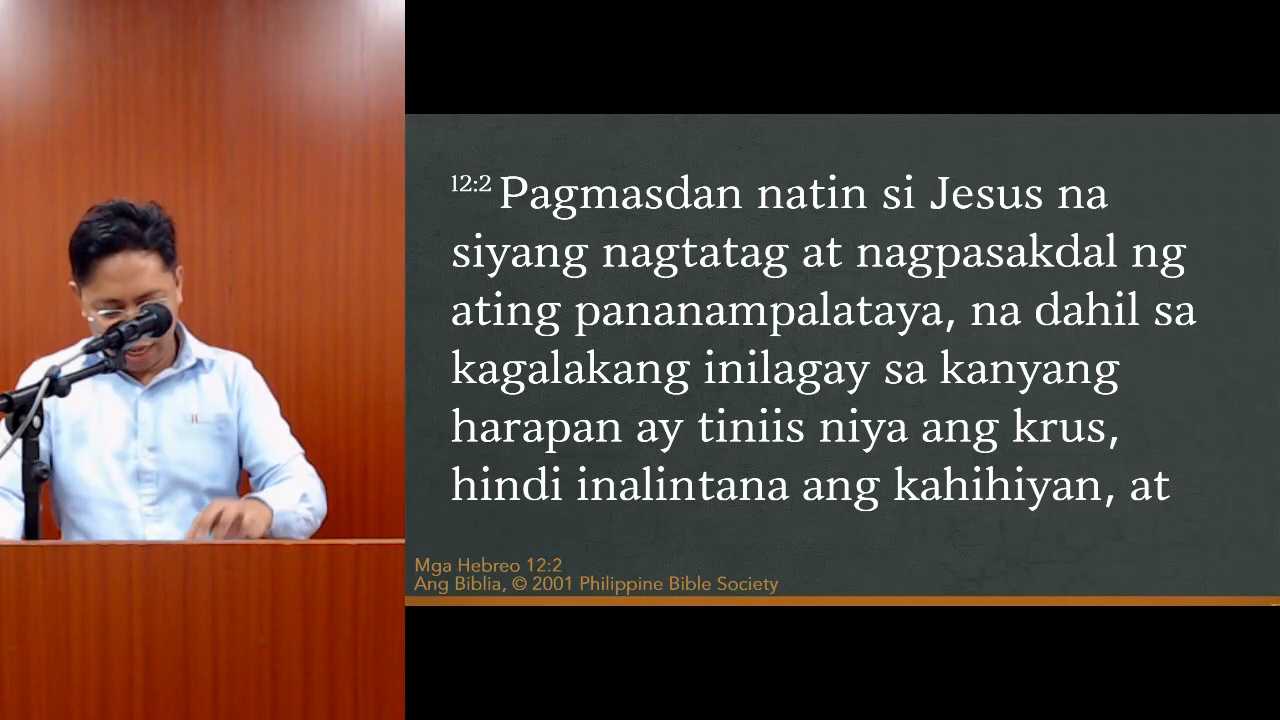 12:2 Pagmasdan natin si Jesus na
siyang nagtatag at nagpasakdal ng
ating pananampalataya, na dahil sa
kagalakang inilagay sa kanyang
harapan ay tiniis niya ang krus,
hindi inalintana ang kahihiyan, at
Mga Hebreo 12:2
Ang Biblia, © 2001 Philippine Bible Society